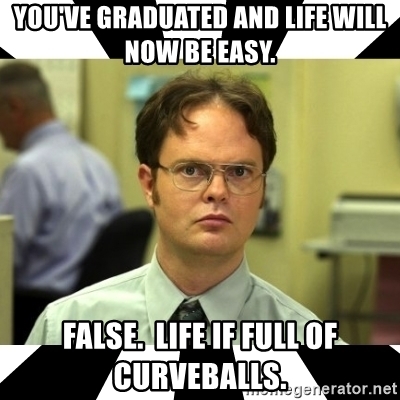 YOU'VE GRADUATED AND LIFE WILL
NOW BE EASY.
FALSE. LIFE IF FULL OF
CURVEBALLS.
memegenerator.net